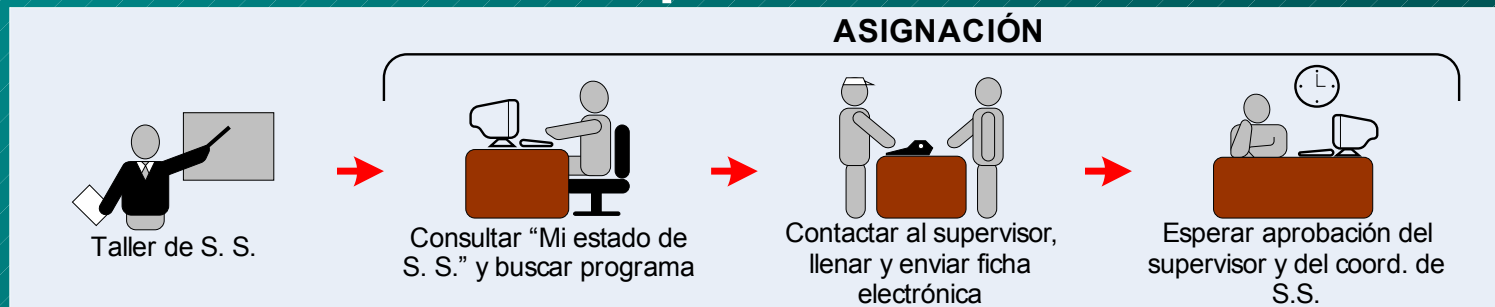 ASIGNACIÓN
Taller de S. S.
Consultar “Mi estado de
S. S.” y buscar programa
Contactar al supervisor,
llenar y enviar ficha
electrónica
Esperar aprobación del
supervisor y del coord. de
S.S.